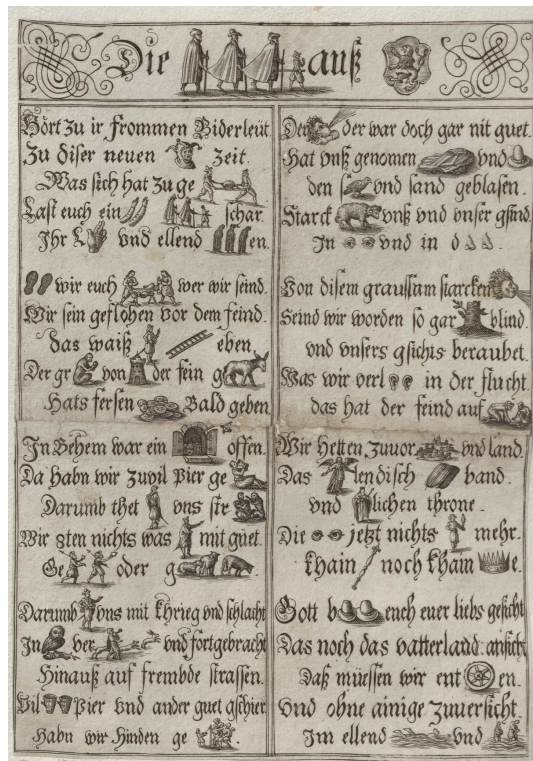 Die auß
Hört zu ir frommen Biderleüt.
Zu diser neuen zeit.
Was sich hat zu ge
Last euch ein schar
Ihr und ellend en.
wir euch wer wir seind.
Wir sein geflohen vor dem feind.
das waiß eben
Der gr von der fein g
Hats fersen Bald geben
In Behem war ein offen.
Da habn wir zuvil Pier ge
Darumb thet vns str
Wir zten nichts was mit güet.
Ge oder g
Darumb vns mit khrieg vnd schlacht
In ver vnd fortgebracht
Hinauß auf frembde strassen.
Vil Pier vnd ander guet gschier
Habn wir hinden ge
Der der war doch gar nit guet.
Hat vnß genomen vnd
den vnd sand geblasen.
Starck vnß vnd vnser gsind.
In vnd in d
Von disem graussam starcken
Seind wir worden so gar blind.
vnd vnsers gsichts beraubet.
Was wir verl in der flucht.
das hat der feind auf
Wir hetten zuuor vnd land.
Das lendisch band.
vnd lichen throne.
Die jetzt nichts mehr.
khain noch kham e.
Gott b euch euer liebs gesicht
Das noch das vatterland: ansicht
Daß müessen wir ent en.
Vnd ohne ainige zuuersicht.
Im ellend vnd